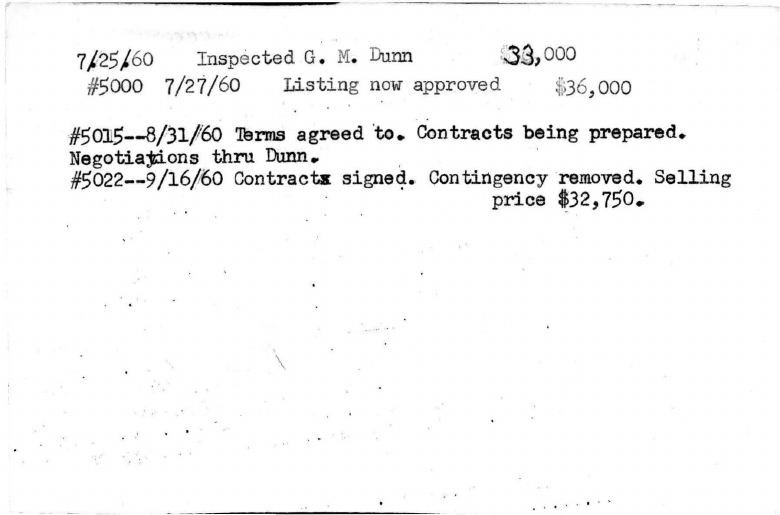 7/25/60 Inspected G. M. Dunn $33,000
#5000 7/27/60 Listing now approved $36,000
#5015--8/31/60 Terms agreed to. Contracts being prepared.
Negotiations thru Dunn.
#5022--9/16/60 Contracts signed. Contingency removed. Selling
price $32,750.